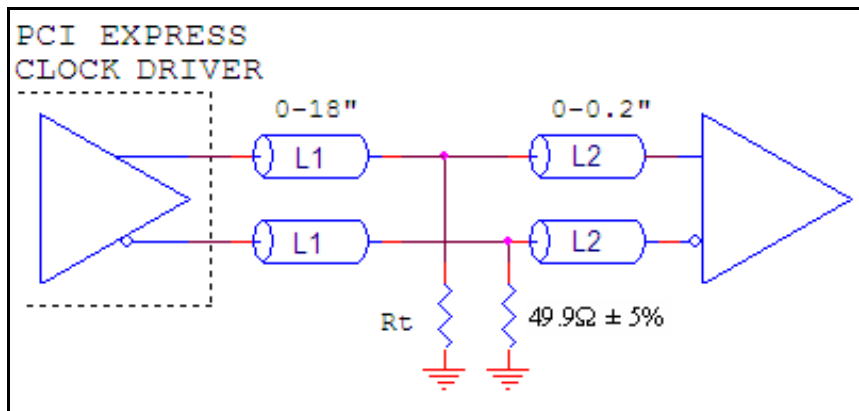 PCI EXPRESS
CLOCK DRIVER
0-18"
0-0.2"
L1
L2
L1
L2
Rt
49.9Ω ± 5%